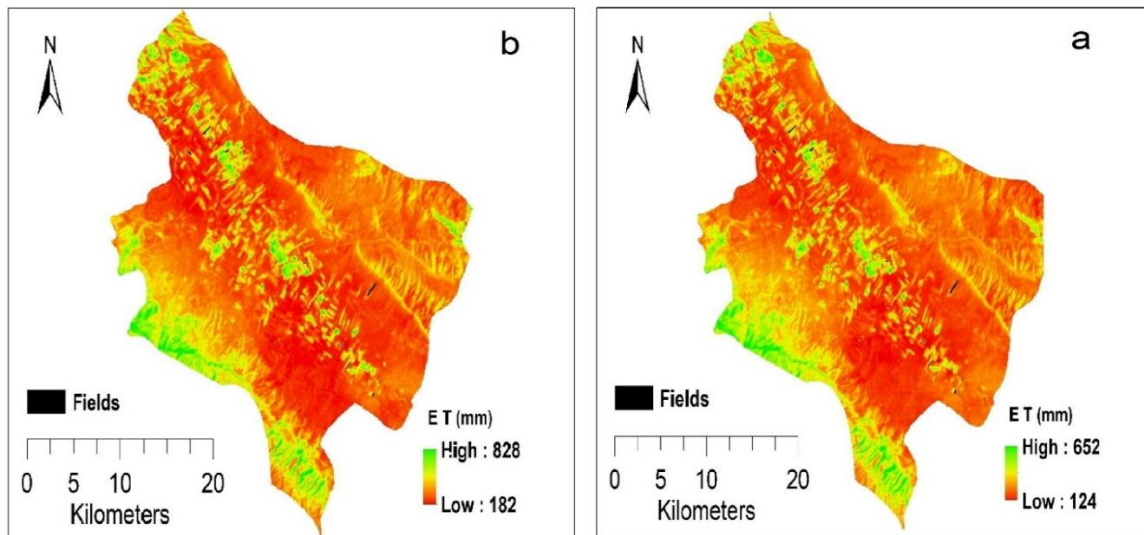 N
b
Fields
E T (mm)
High : 828
Low : 182
0 5 10 20
Kilometers
N
a
Fields
E T (mm)
High : 652
Low : 124
0 5 10 20
Kilometers